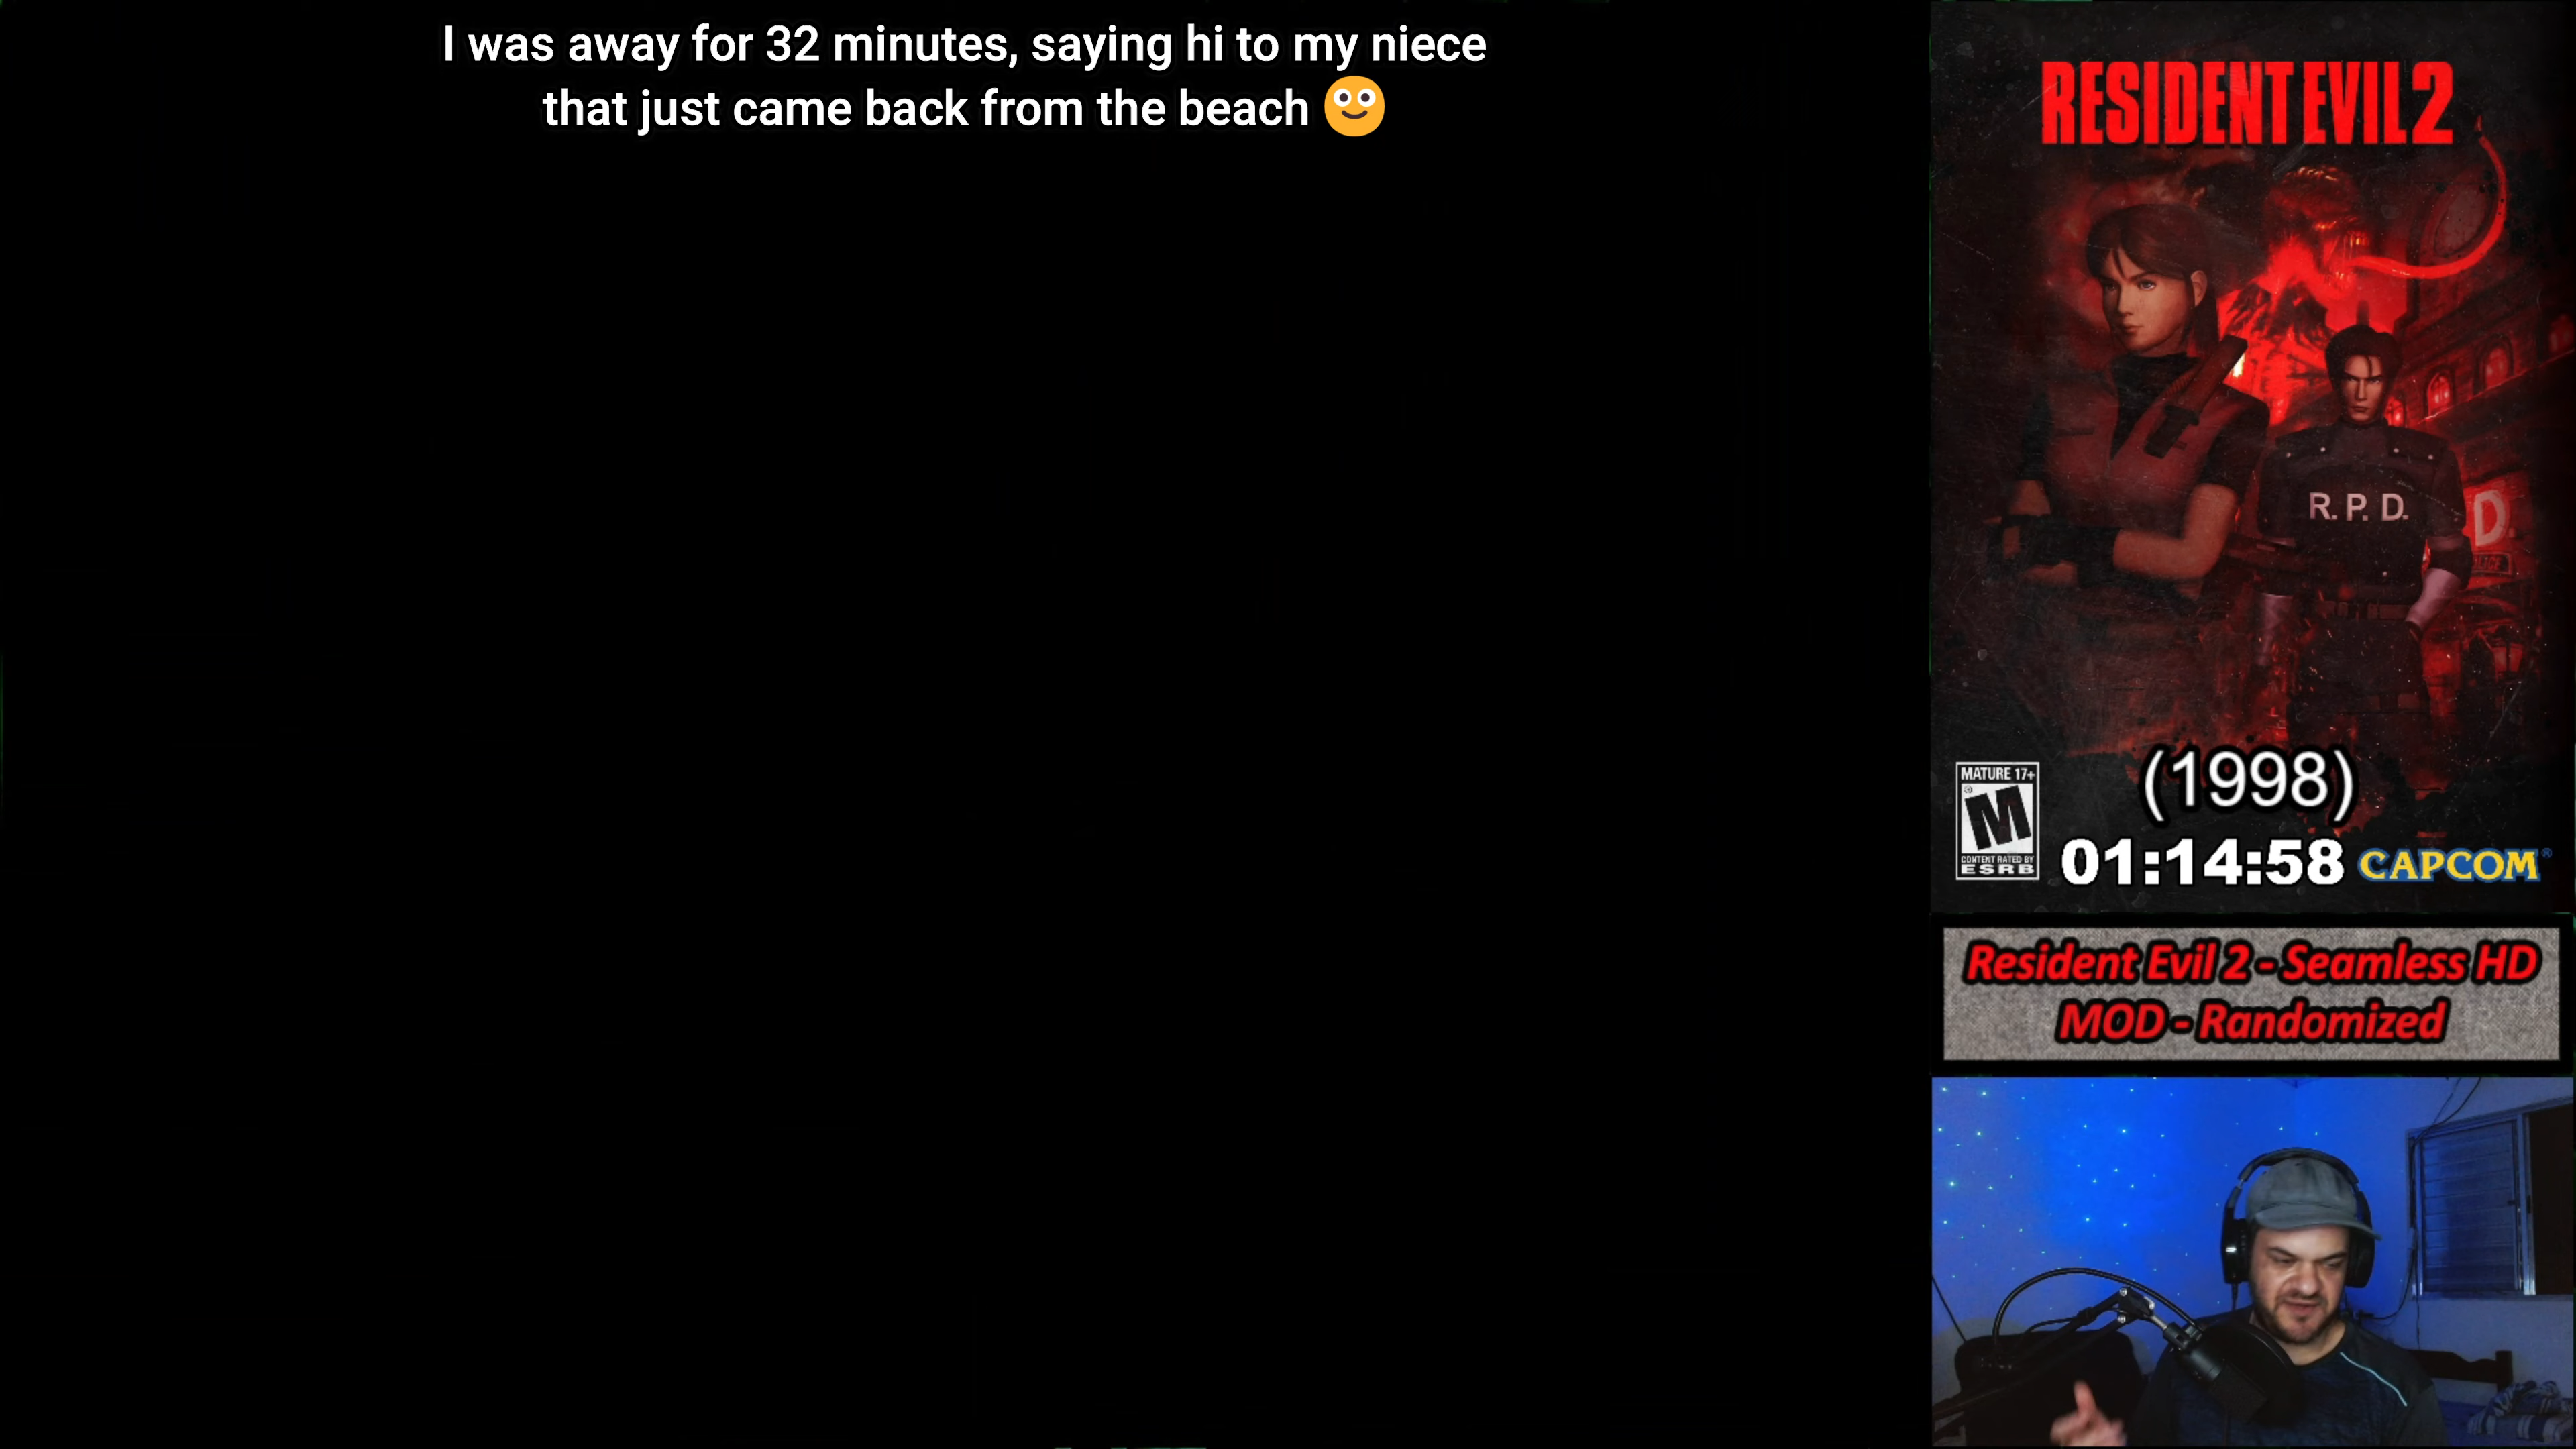 I was away for 32 minutes, saying hi to my niece
that just came back from the beach
RESIDENT EVIL 2
R.P.D.
D.
MATURE 17+
M
CONTENT RATED BY
ESRB
(1998)
01:14:58
CAPCOM
Resident Evil 2 - Seamless HD
MOD - Randomized